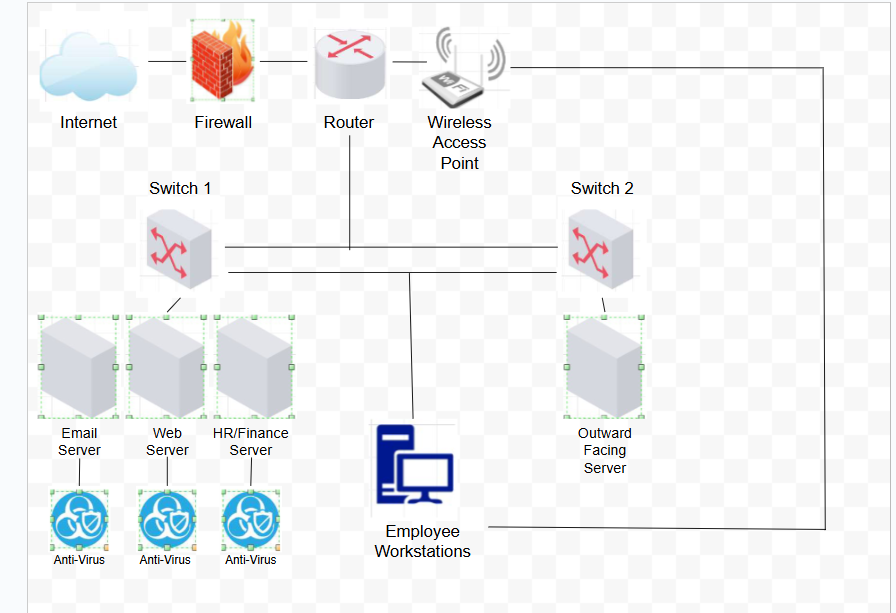 Internet
Firewall
Router
Wireless
Access
Point
WiFi
Switch 1
Switch 2
Email
Server
Web
Server
HR/Finance
Server
Outward
Facing
Server
Anti-Virus
Anti-Virus
Anti-Virus
Employee
Workstations